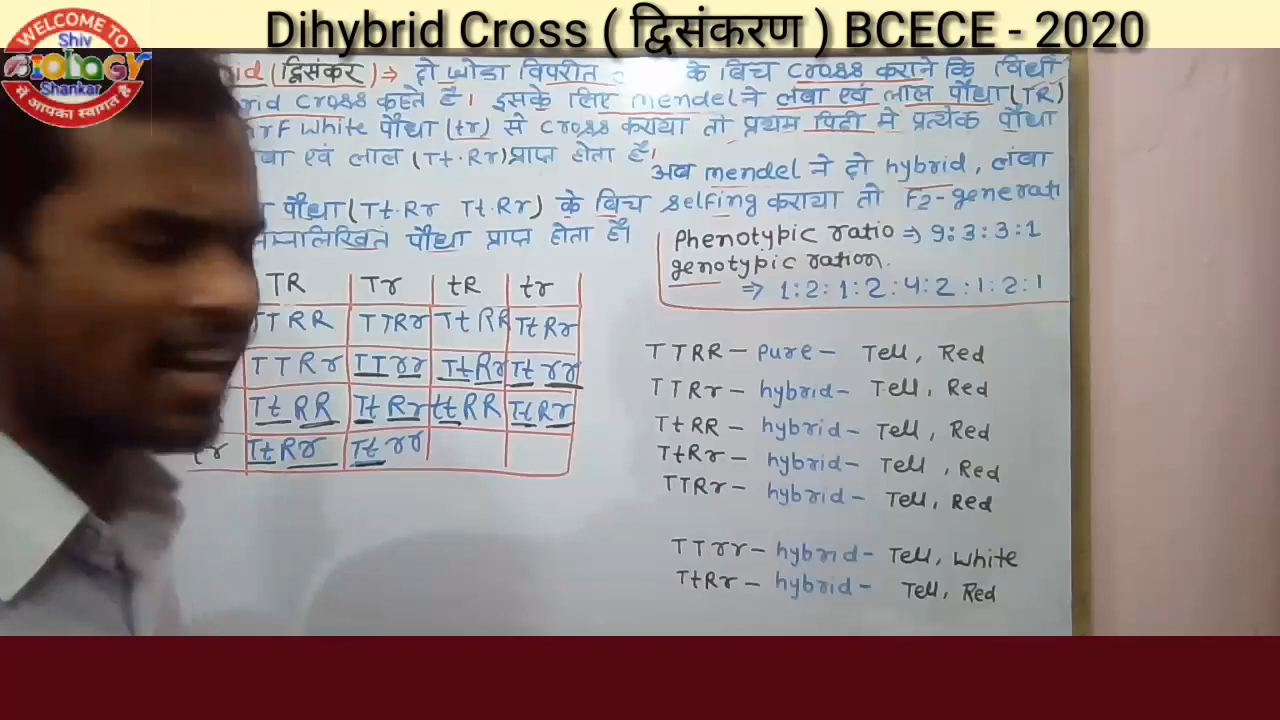 Dihybrid Cross ( द्विसंकरण ) BCECE - 2020
WELCOME TO
Shiv
BIOLOGY
Shankar
में आपका स्वागत है
id (द्विसंकर) ⇒ दो जोडा विपरीत के बिच cross कराने कि विधी
rid cross कहते है। इसके लिए mendel ने लंबा एवं लाल पौधा (TR)
rF white पौधा (tr) से cross कराया तो प्रथम पिढी मे प्रत्येक पौधा
एवं लाल (Tt.Rr) प्राप्त होता है।
अब mendel ने दो hybrid, लंबा
पौधा (Tt.Rr Tt.Rr) के बिच selfing कराया तो F2-generati
पौधा प्राप्त होता है।
Phenotypic ratio ⇒ 9:3:3:1
genotypic ration.
⇒ 1:2:1:2:4:2:1:2:1
TR Tr tR tr
TTRR TTRr TtRR TtRr
TTRr TTrr TtRr Ttrr
TtRR TtRr ttRR TtRr
tr TtRr Ttrr
TTRR - pure - Tell, Red
TTRr - hybrid - Tell, Red
TtRR - hybrid - Tell, Red
TtRr - hybrid - Tell, Red
TTRr - hybrid - Tell, Red
TTrr - hybrid - Tell, white
TtRr - hybrid - Tell, Red